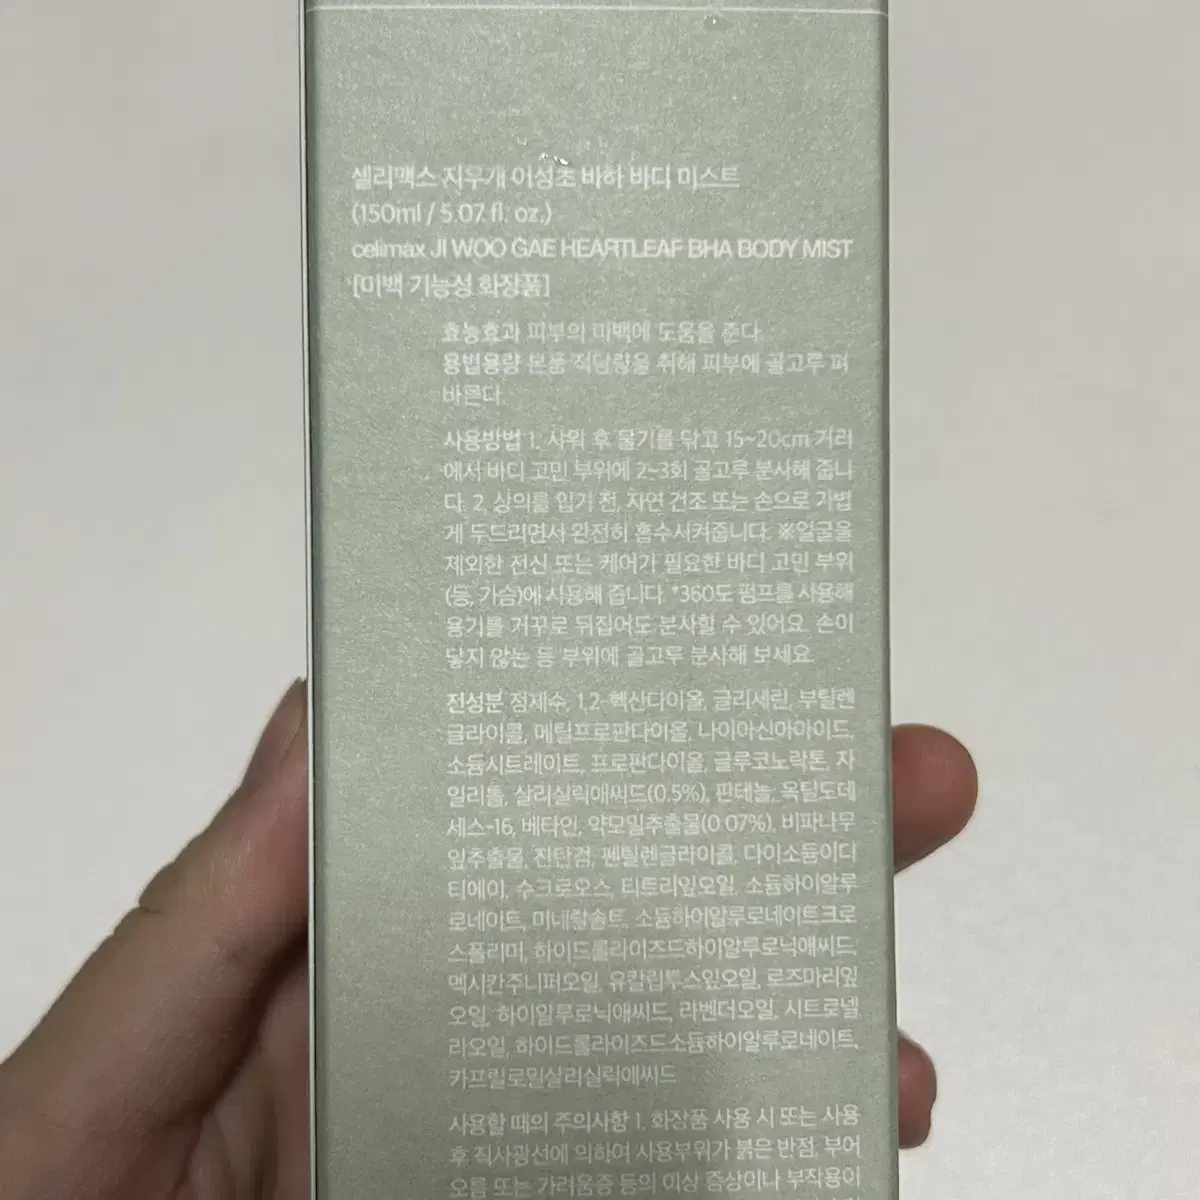 셀리맥스 지우개 어성초 바하 바디 미스트
(150ml / 5.07 fl. oz.)
celimax JI WOO GAE HEARTLEAF BHA BODY MIST
[미백 기능성 화장품]
효능효과 피부의 미백에 도움을 준다.
용법용량 본품 적당량을 취해 피부에 골고루 펴
바른다.
사용방법 1. 샤워 후 물기를 닦고 15~20cm 거리
에서 바디 고민 부위에 2~3회 골고루 분사해 줍니
다. 2. 상의를 입기 전, 자연 건조 또는 손으로 가볍
게 두드리면서 완전히 흡수시켜줍니다. ※얼굴을
제외한 전신 또는 케어가 필요한 바디 고민 부위
(등, 가슴)에 사용해 줍니다. *360도 펌프를 사용해
용기를 거꾸로 뒤집어도 분사할 수 있어요. 손이
닿지 않는 등 부위에 골고루 분사해 보세요.
전성분 정제수, 1,2-헥산다이올, 글리세린, 부틸렌
글라이콜, 메틸프로판다이올, 나이아신아마이드,
소듐시트레이트, 프로판다이올, 글루코노락톤, 자
일리톨, 살리실릭애씨드(0.5%), 판테놀, 옥틸도데
세스-16, 베타인, 약모밀추출물(0.07%), 비파나무
잎추출물, 잔탄검, 펜틸렌글라이콜, 다이소듐이디
티에이, 수크로오스, 티트리잎오일, 소듐하이알루
로네이트, 미네랄솔트, 소듐하이알루로네이트크로
스폴리머, 하이드롤라이즈드하이알루로닉애씨드,
멕시칸주니퍼오일, 유칼립투스잎오일, 로즈마리잎
오일, 하이알루로닉애씨드, 라벤더오일, 시트로넬
라오일, 하이드롤라이즈드소듐하이알루로네이트,
카프릴로일살리실릭애씨드
사용할 때의 주의사항 1. 화장품 사용 시 또는 사용
후 직사광선에 의하여 사용부위가 붉은 반점, 부어
오름 또는 가려움증 등의 이상 증상이나 부작용이